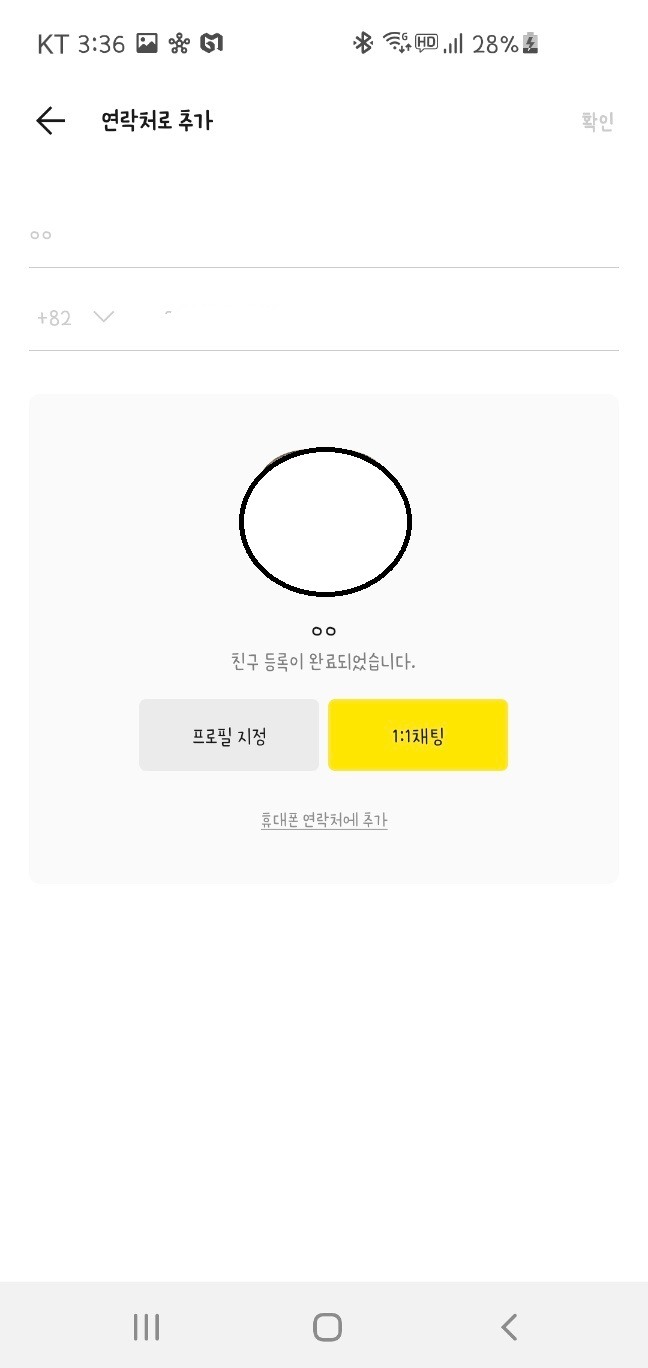 KT 3:36 28%
연락처로 추가 확인
ㅇㅇ
+82
ㅇㅇ
친구 등록이 완료되었습니다.
프로필 지정 1:1채팅
휴대폰 연락처에 추가